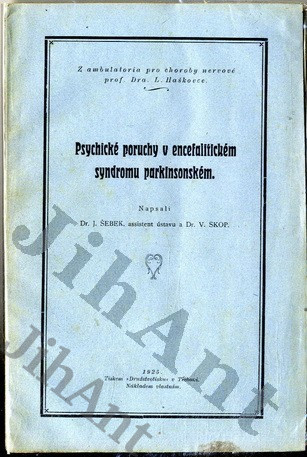 Z ambulatoria pro choroby nervové
prof. Dra. L. Haškovce.
Psychické poruchy v encefalitickém
syndromu parkinsonském.
Napsali
Dr. J. ŠEBEK, assistent ústavu a Dr. V. SKOP.
1925
Tiskem »Družstevního« v
Nákladem vlastním.
JihAnt
JihAnt